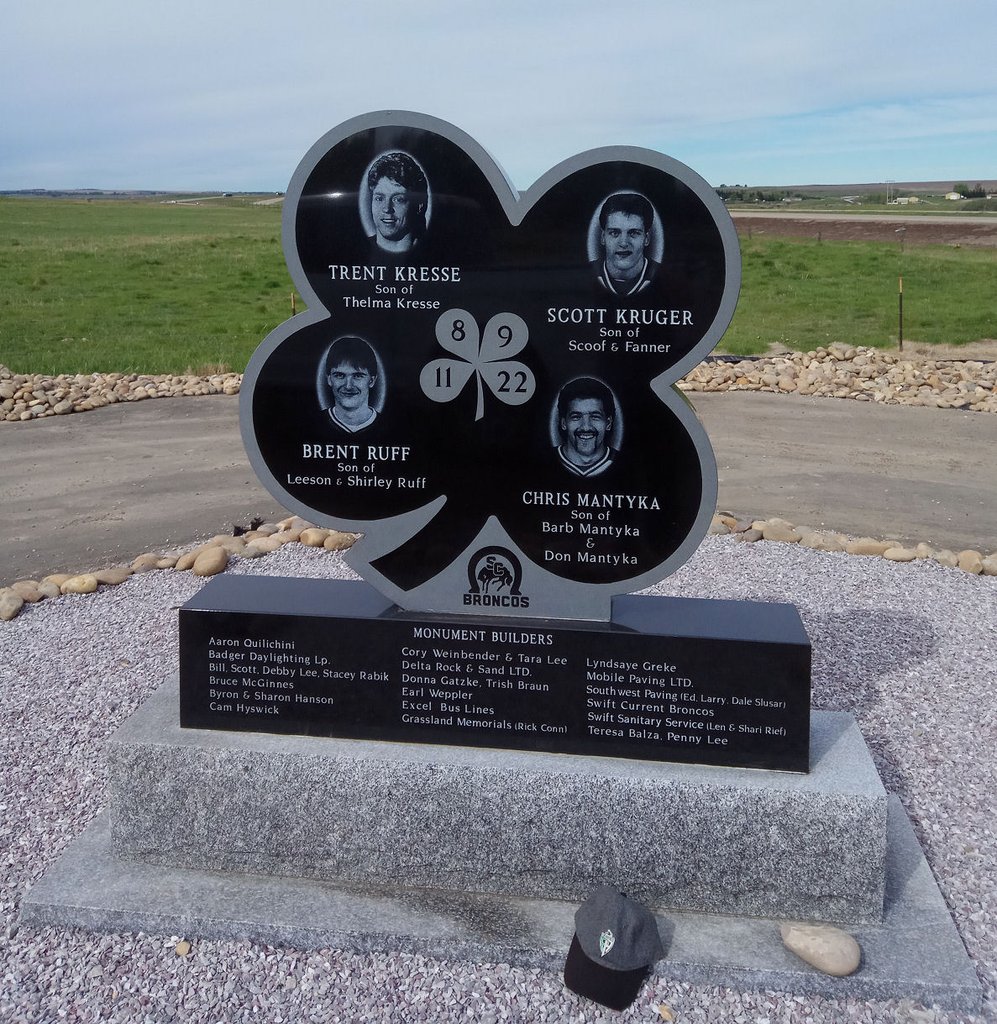 TRENT KRESSE
Son of
Thelma Kresse
SCOTT KRUGER
Son of
Scoof & Fanner
8 9
11 22
BRENT RUFF
Son of
Leeson & Shirley Ruff
CHRIS MANTYKA
Son of
Barb Mantyka
&
Don Mantyka
SC
BRONCOS
MONUMENT BUILDERS
Aaron Quilichini
Badger Daylighting Lp.
Bill, Scott, Debby Lee, Stacey Rabik
Bruce McGinnes
Byron & Sharon Hanson
Cam Hyswick
Cory Weinbender & Tara Lee
Delta Rock & Sand LTD.
Donna Gatzke, Trish Braun
Earl Weppler
Excel Bus Lines
Grassland Memorials (Rick Conn)
Lyndsaye Greke
Mobile Paving LTD.
Southwest Paving (Ed, Larry, Dale Slusar)
Swift Current Broncos
Swift Sanitary Service (Len & Shari Rief)
Teresa Balza, Penny Lee